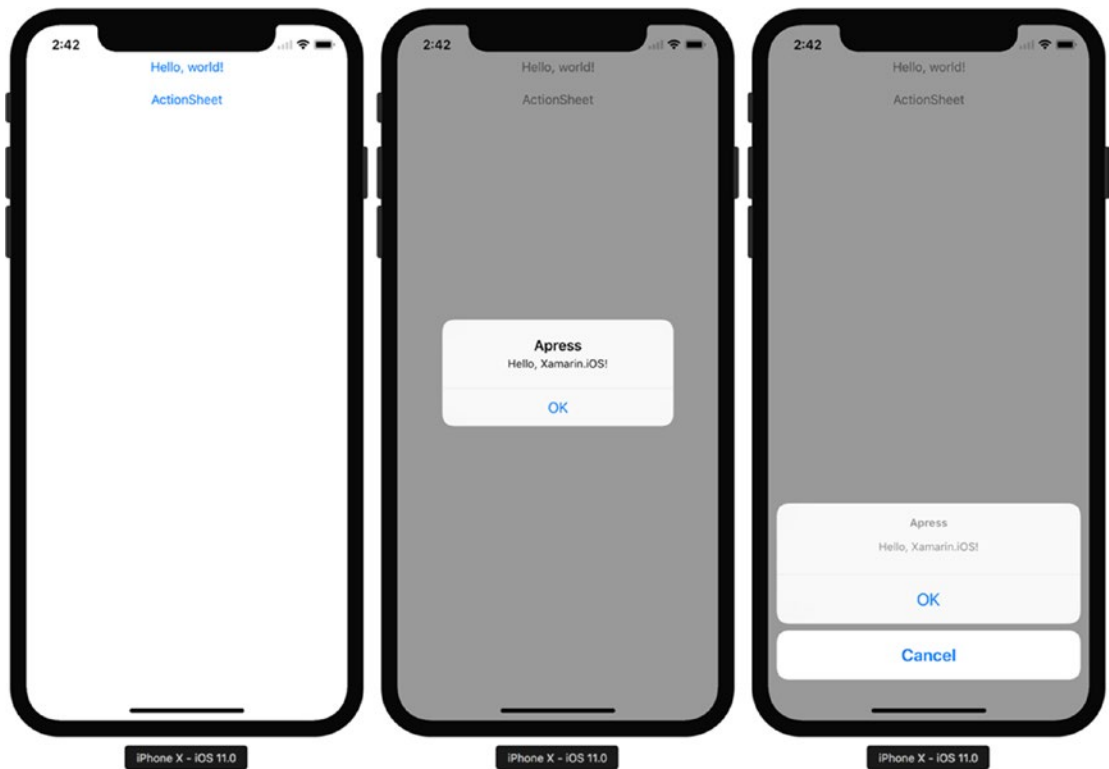 2:42
Hello, world!
ActionSheet
iPhone X – iOS 11.0
2:42
Hello, world!
ActionSheet
Apress
Hello, Xamarin.iOS!
OK
iPhone X – iOS 11.0
2:42
Hello, world!
ActionSheet
Apress
Hello, Xamarin.iOS!
OK
Cancel
iPhone X – iOS 11.0